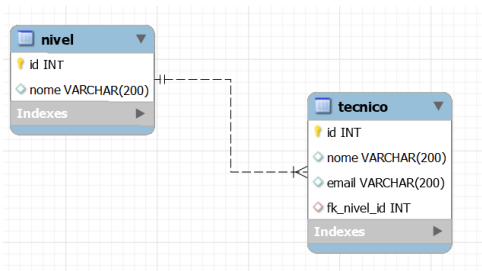 nivel
id INT
nome VARCHAR(200)
Indexes
tecnico
id INT
nome VARCHAR(200)
email VARCHAR(200)
fk_nivel_id INT
Indexes